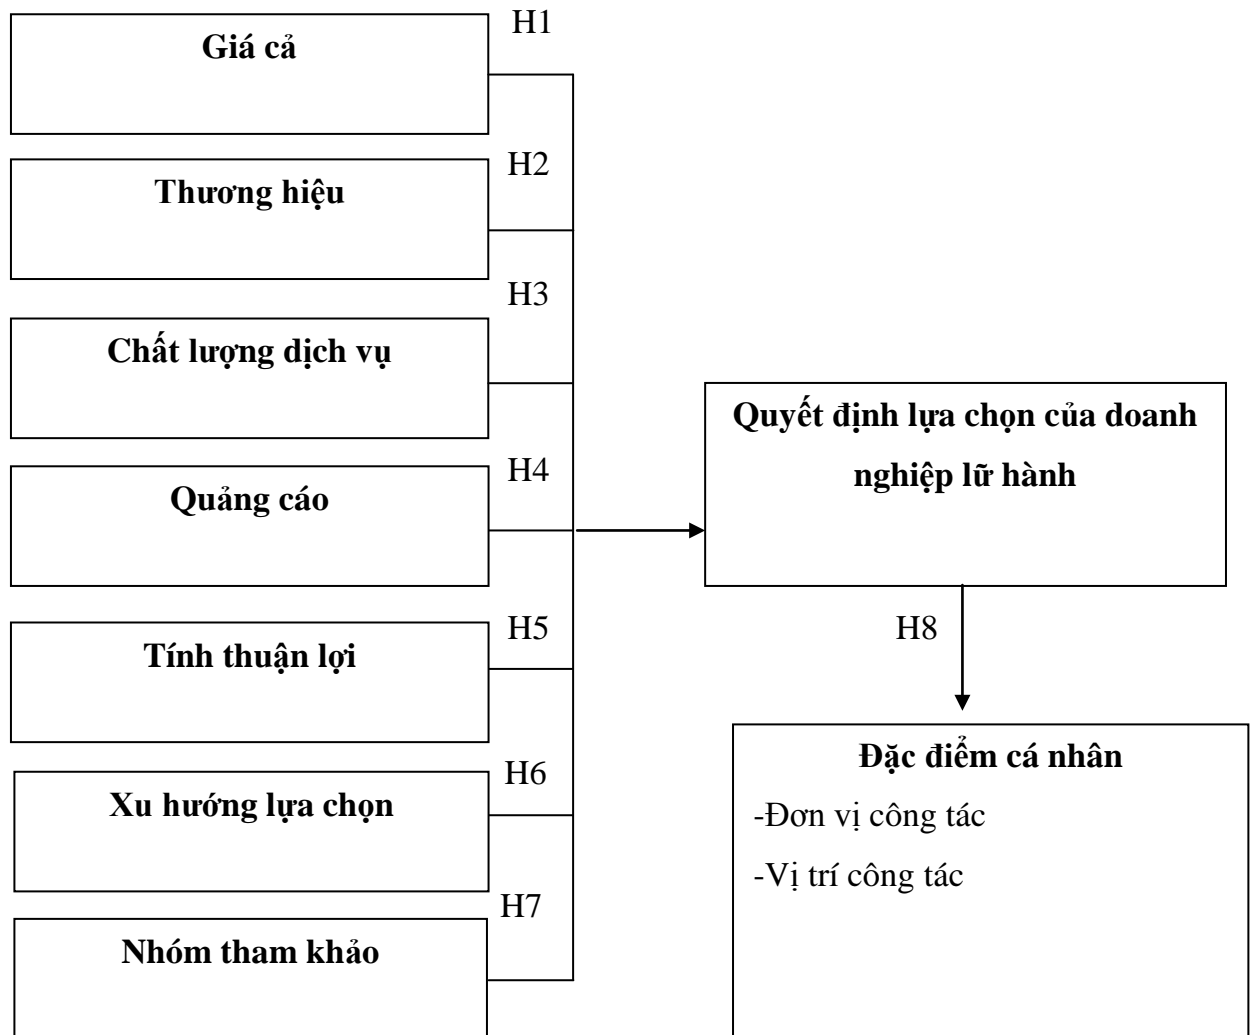 H1
Giá cả
H2
Thương hiệu
H3
Chất lượng dịch vụ
H4
Quảng cáo
H5
Tính thuận lợi
H6
Xu hướng lựa chọn
H7
Nhóm tham khảo
Quyết định lựa chọn của doanh
nghiệp lữ hành
H8
Đặc điểm cá nhân
-Đơn vị công tác
-Vị trí công tác